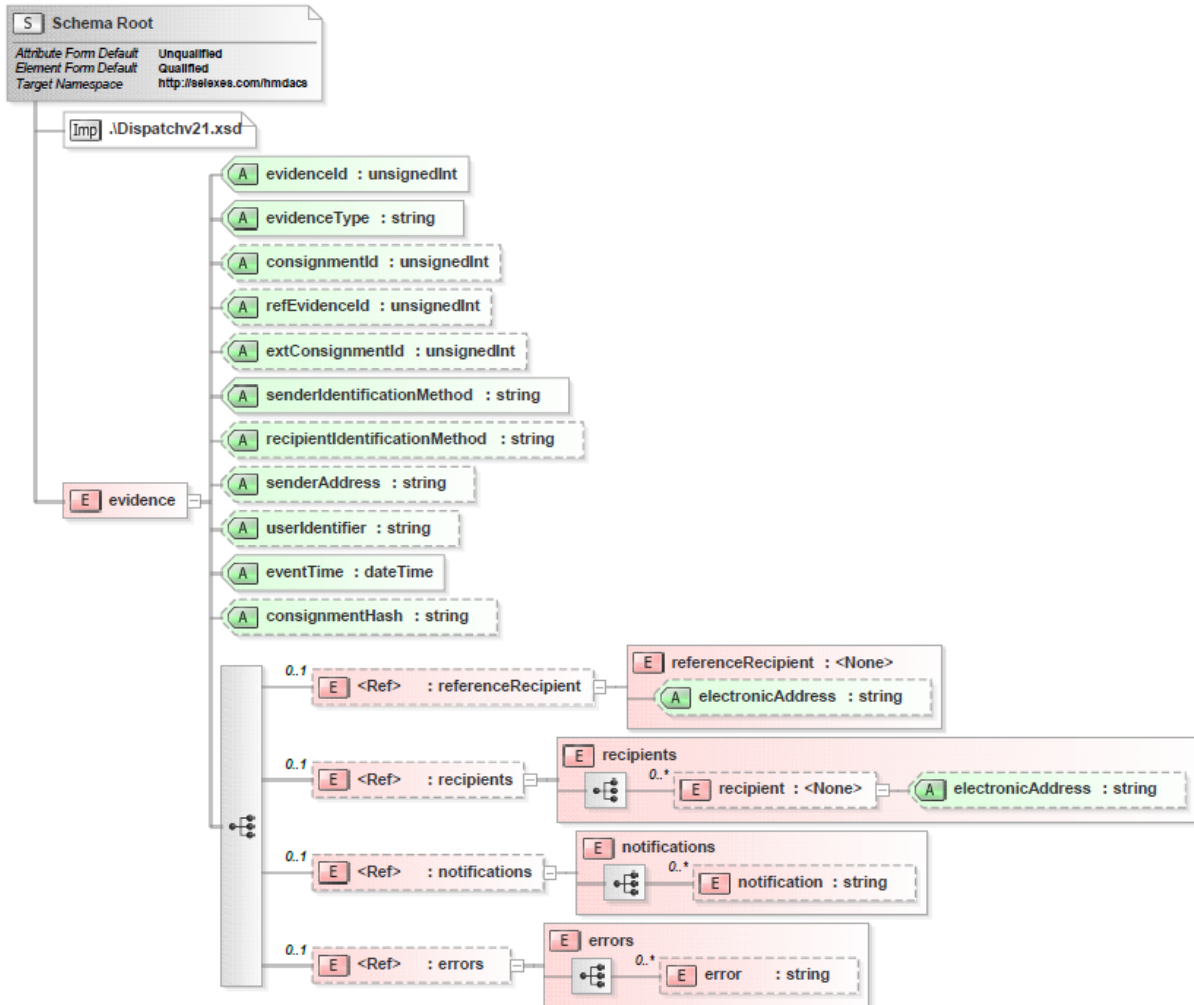 S Schema Root
Attribute Form Default Unqualified
Element Form Default Qualified
Target Namespace http://selexes.com/hmdacs
Imp .\Dispatchv21.xsd
A evidenceId : unsignedInt
A evidenceType : string
A consignmentId : unsignedInt
A refEvidenceId : unsignedInt
A extConsignmentId : unsignedInt
A senderIdentificationMethod : string
A recipientIdentificationMethod : string
A senderAddress : string
E evidence
A userIdentifier : string
A eventTime : dateTime
A consignmentHash : string
0..1 E <Ref> : referenceRecipient
E referenceRecipient : <None>
A electronicAddress : string
0..1 E <Ref> : recipients
E recipients
0..* E recipient : <None> A electronicAddress : string
0..1 E <Ref> : notifications
E notifications
0..* E notification : string
0..1 E <Ref> : errors
E errors
0..* E error : string